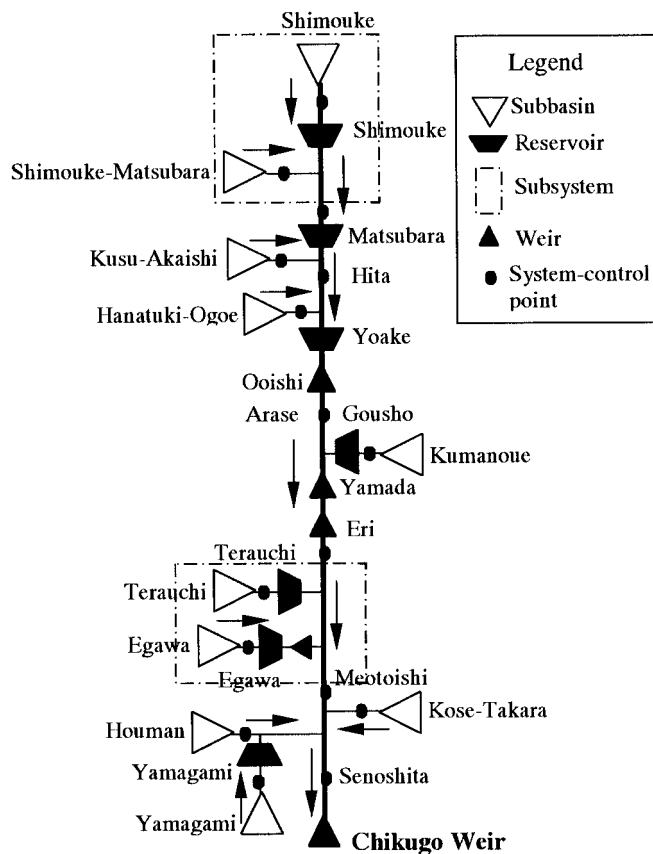 Shimouke
Legend
Subbasin
Shimouke
Reservoir
Shimouke-Matsubara
Subsystem
Matsubara
Weir
Kusu-Akaishi
Hita
System-control
point
Hanatuki-Ogoe
Yoake
Ooishi
Arase
Gousho
Kumanoue
Yamada
Eri
Terauchi
Terauchi
Egawa
Egawa
Meotoishi
Kose-Takara
Houman
Yamagami
Senoshita
Yamagami
Chikugo Weir